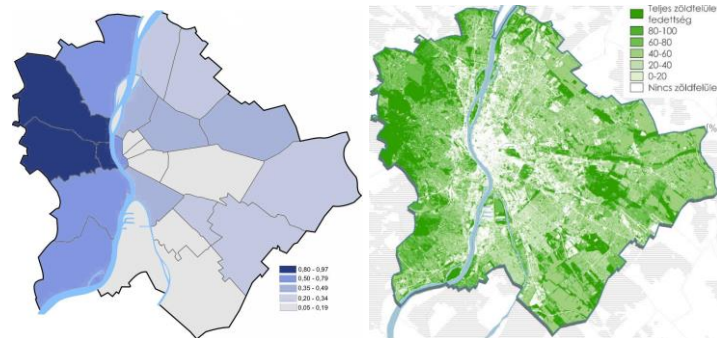 0,80 - 0,97
0,50 - 0,79
0,35 - 0,49
0,20 - 0,34
0,05 - 0,19
Teljes zöldfelület
fedettség
80-100
60-80
40-60
20-40
0-20
Nincs zöldfelület